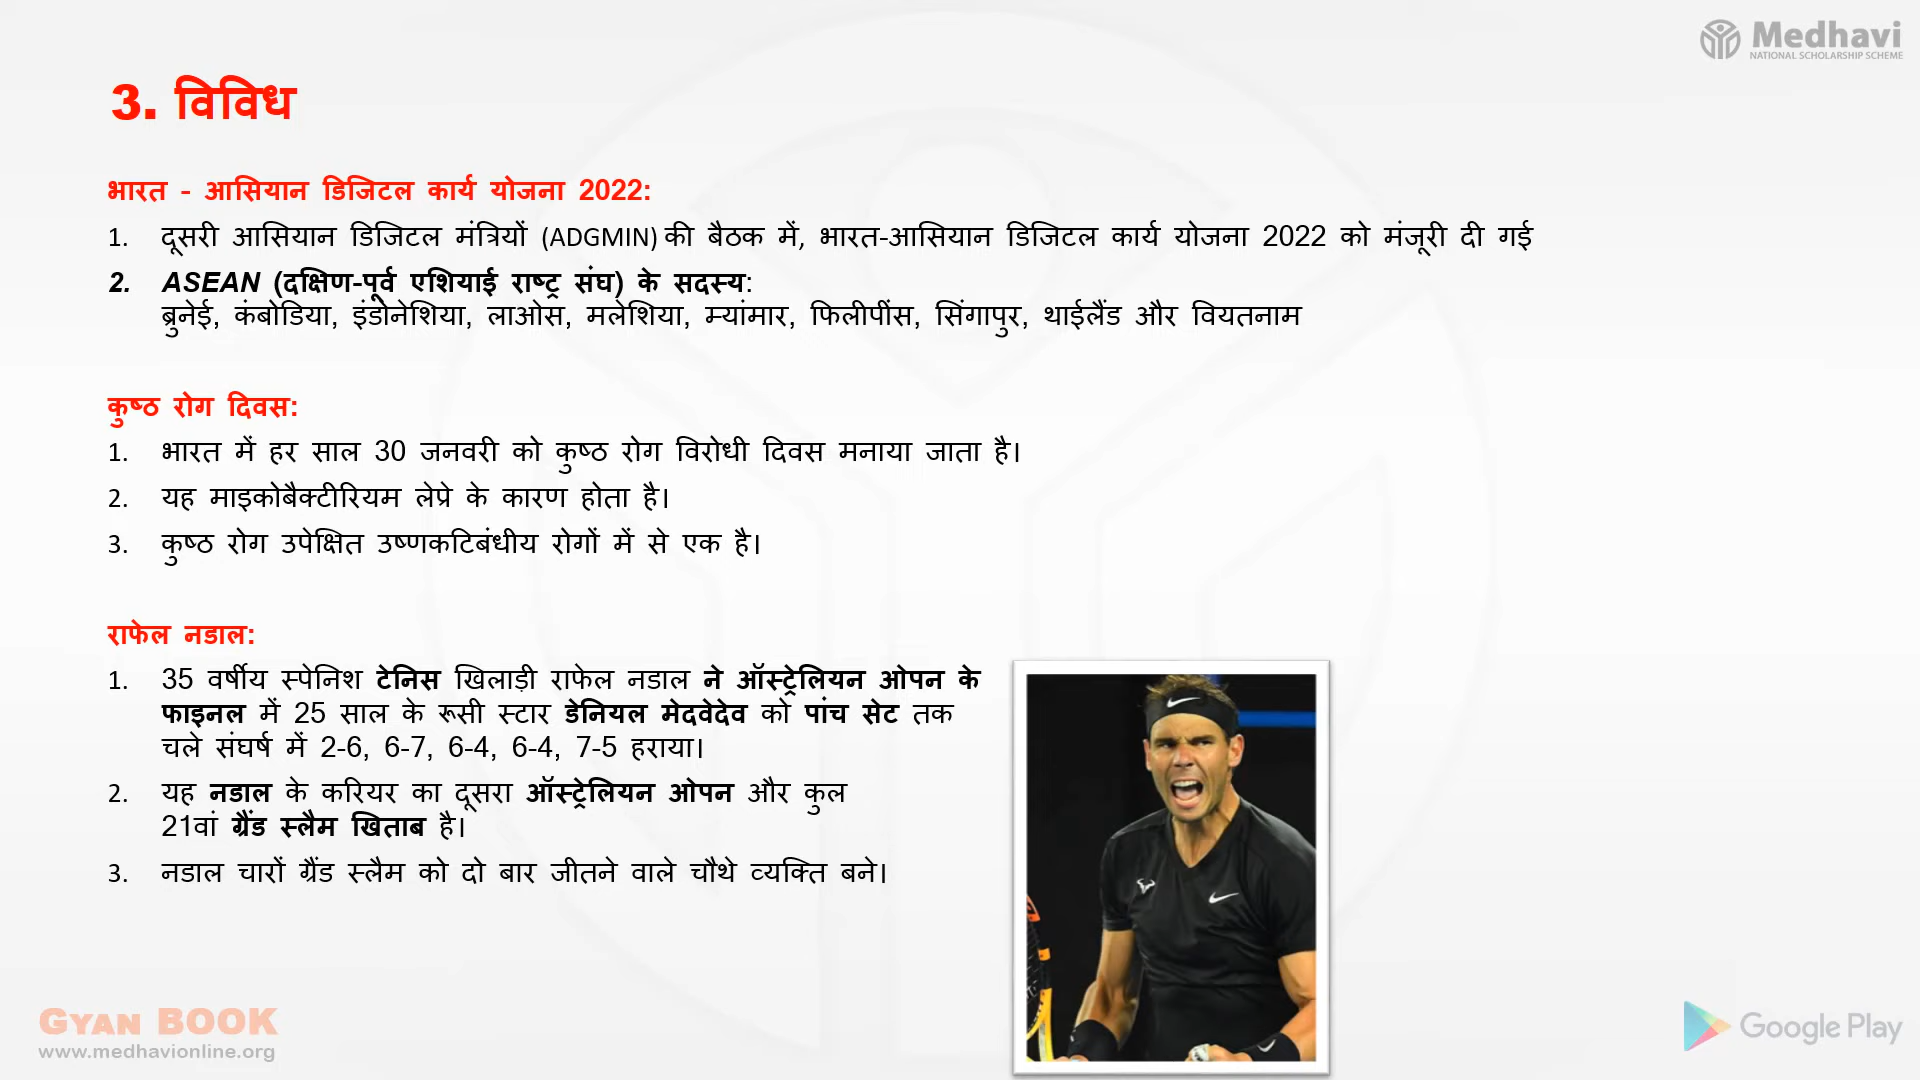 Medhavi
NATIONAL SCHOLARSHIP SCHEME
3. विविध
भारत - आसियान डिजिटल कार्य योजना 2022:
1. दूसरी आसियान डिजिटल मंत्रियों (ADGMIN) की बैठक में, भारत-आसियान डिजिटल कार्य योजना 2022 को मंजूरी दी गई
2. ASEAN (दक्षिण-पूर्व एशियाई राष्ट्र संघ) के सदस्य:
ब्रुनेई, कंबोडिया, इंडोनेशिया, लाओस, मलेशिया, म्यांमार, फिलीपींस, सिंगापुर, थाईलैंड और वियतनाम
कुष्ठ रोग दिवस:
1. भारत में हर साल 30 जनवरी को कुष्ठ रोग विरोधी दिवस मनाया जाता है।
2. यह माइकोबैक्टीरियम लेप्रे के कारण होता है।
3. कुष्ठ रोग उपेक्षित उष्णकटिबंधीय रोगों में से एक है।
राफेल नडाल:
1. 35 वर्षीय स्पेनिश टेनिस खिलाड़ी राफेल नडाल ने ऑस्ट्रेलियन ओपन के
फाइनल में 25 साल के रूसी स्टार डेनियल मेदवेदेव को पांच सेट तक
चले संघर्ष में 2-6, 6-7, 6-4, 6-4, 7-5 हराया।
2. यह नडाल के करियर का दूसरा ऑस्ट्रेलियन ओपन और कुल
21वां ग्रैंड स्लैम खिताब है।
3. नडाल चारों ग्रैंड स्लैम को दो बार जीतने वाले चौथे व्यक्ति बने।
GYAN BOOK
www.medhavionline.org
Google Play